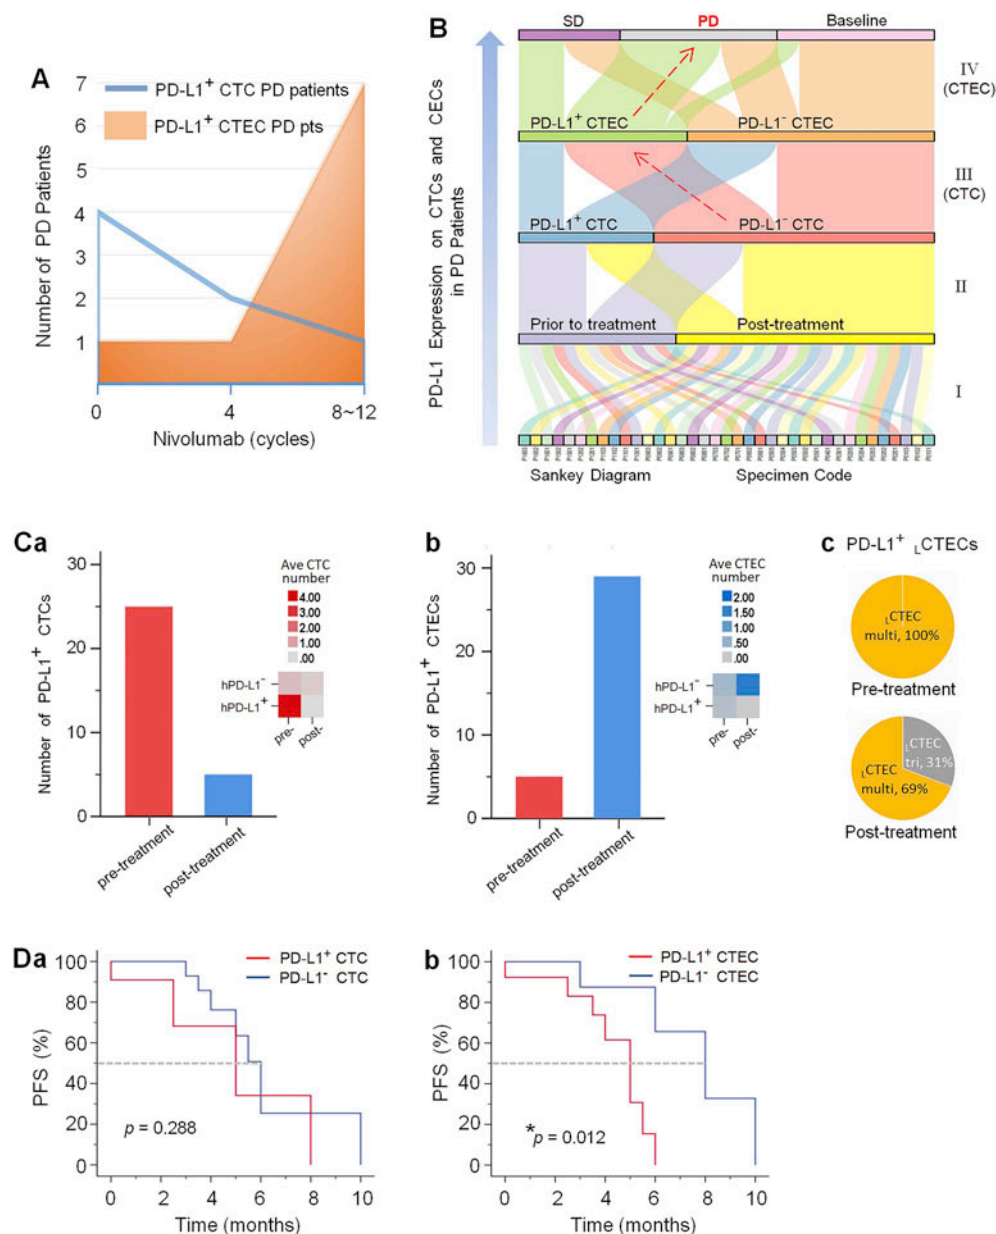 A
PD-L1⁺ CTC PD patients
PD-L1⁺ CTEC PD pts
Number of PD Patients
7
6
5
4
3
2
1
0
4
8~12
Nivolumab (cycles)
B
PD-L1 Expression on CTCs and CECs
in PD Patients
SD
PD
Baseline
IV
(CTEC)
PD-L1⁺ CTEC
PD-L1⁻ CTEC
III
(CTC)
PD-L1⁺ CTC
PD-L1⁻ CTC
II
Prior to treatment
Post-treatment
I
Sankey Diagram
Specimen Code
Ca
Number of PD-L1⁺ CTCs
30
20
10
0
pre-treatment
post-treatment
Ave CTC
number
4.00
3.00
2.00
1.00
.00
hPD-L1⁻
hPD-L1⁺
pre-
post-
b
Number of PD-L1⁺ CTECs
30
20
10
0
pre-treatment
post-treatment
Ave CTEC
number
2.00
1.50
1.00
.50
.00
hPD-L1⁻
hPD-L1⁺
pre-
post-
c
PD-L1⁺ LCTECs
LCTEC
multi, 100%
Pre-treatment
LCTEC
tri, 31%
LCTEC
multi, 69%
Post-treatment
Da
PD-L1⁺ CTC
PD-L1⁻ CTC
PFS (%)
100
80
60
40
20
0
p = 0.288
0 2 4 6 8 10
Time (months)
b
PD-L1⁺ CTEC
PD-L1⁻ CTEC
PFS (%)
100
80
60
40
20
0
*p = 0.012
0 2 4 6 8 10
Time (months)